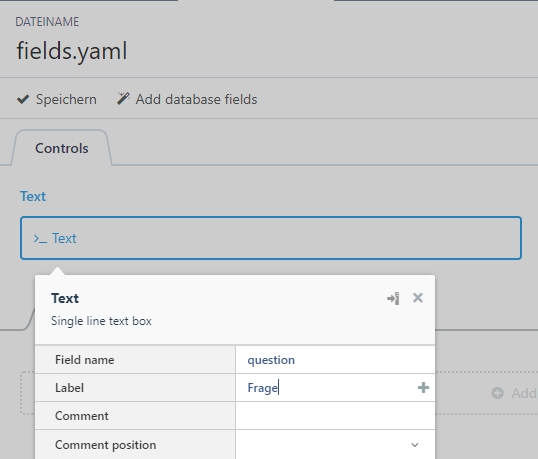 DATEINAME
fields.yaml
Speichern Add database fields
Controls
Text
>_ Text
Text
Single line text box
Field name question
Label Frage
Comment
Comment position
Add